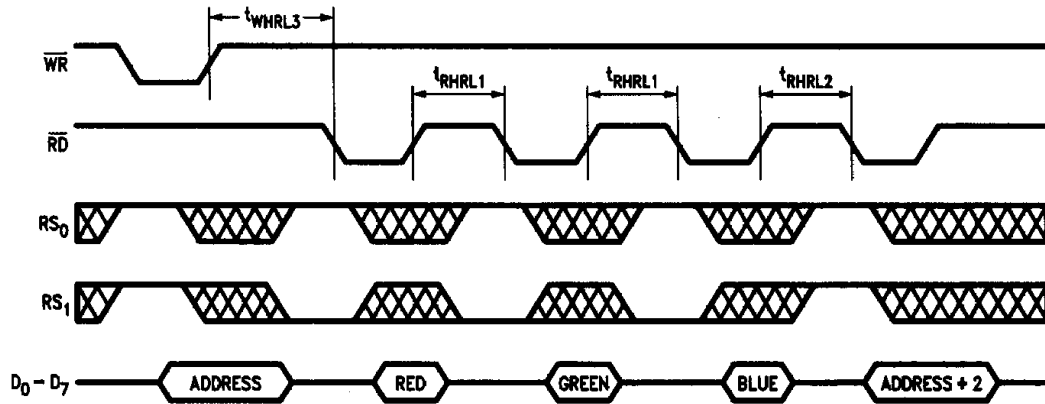 tWHRL3
WR
tRHRL1 tRHRL1 tRHRL2
RD
RS0
RS1
D0 – D7 ADDRESS RED GREEN BLUE ADDRESS + 2